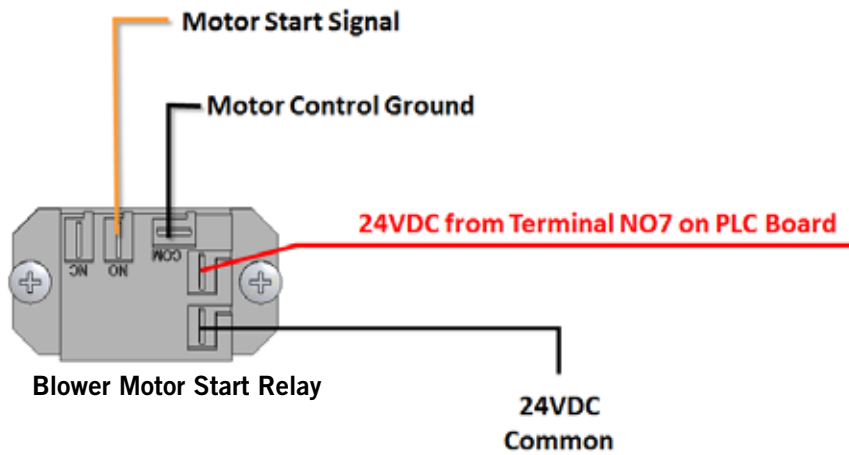 Motor Start Signal
Motor Control Ground
24VDC from Terminal NO7 on PLC Board
NC
NO
COM
Blower Motor Start Relay
24VDC
Common